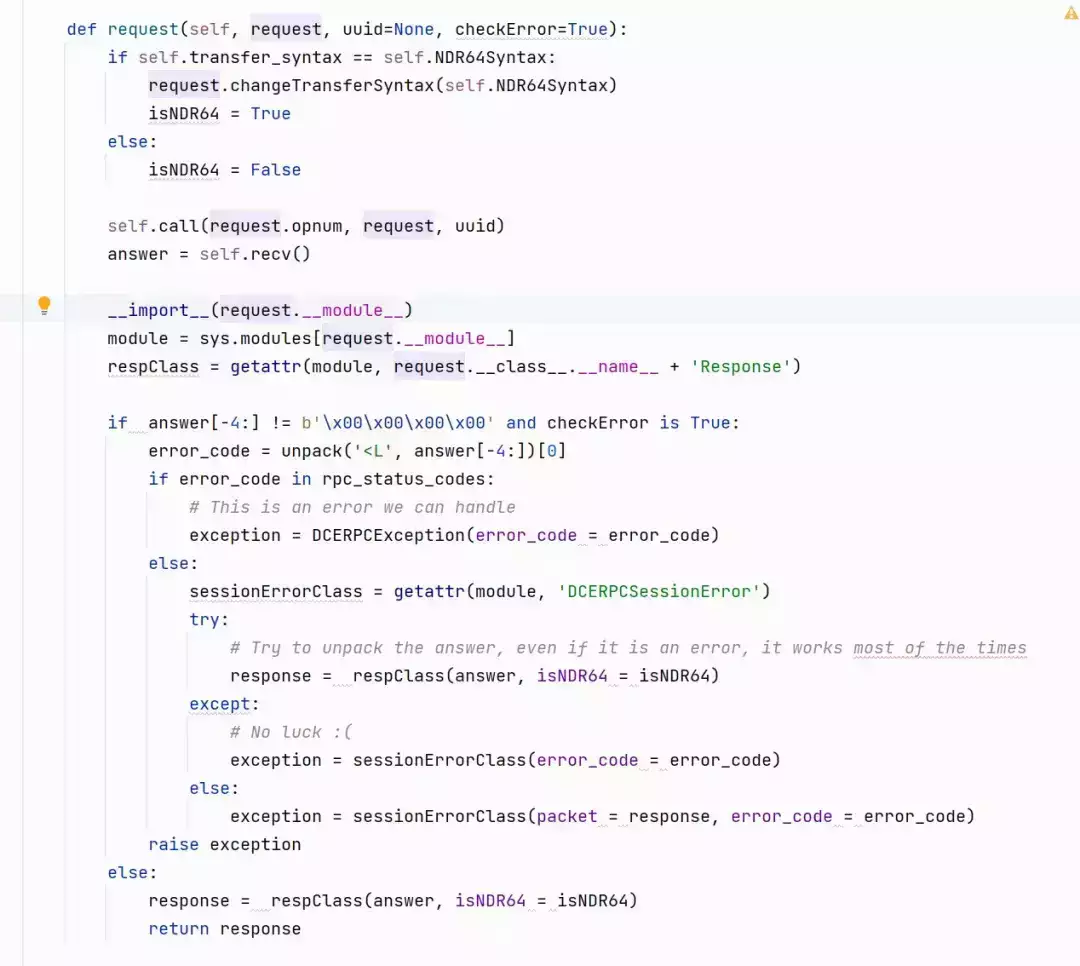 def request(self, request, uuid=None, checkError=True):
    if self.transfer_syntax == self.NDR64Syntax:
        request.changeTransferSyntax(self.NDR64Syntax)
        isNDR64 = True
    else:
        isNDR64 = False

    self.call(request.opnum, request, uuid)
    answer = self.recv()

    __import__(request.__module__)
    module = sys.modules[request.__module__]
    respClass = getattr(module, request.__class__.__name__ + 'Response')

    if  answer[-4:] != b'\x00\x00\x00\x00' and checkError is True:
        error_code = unpack('<L', answer[-4:])[0]
        if error_code in rpc_status_codes:
            # This is an error we can handle
            exception = DCERPCException(error_code = error_code)
        else:
            sessionErrorClass = getattr(module, 'DCERPCSessionError')
            try:
                # Try to unpack the answer, even if it is an error, it works most of the times
                response =  respClass(answer, isNDR64 = isNDR64)
            except:
                # No luck :(
                exception = sessionErrorClass(error_code = error_code)
            else:
                exception = sessionErrorClass(packet = response, error_code = error_code)
        raise exception
    else:
        response =  respClass(answer, isNDR64 = isNDR64)
        return response